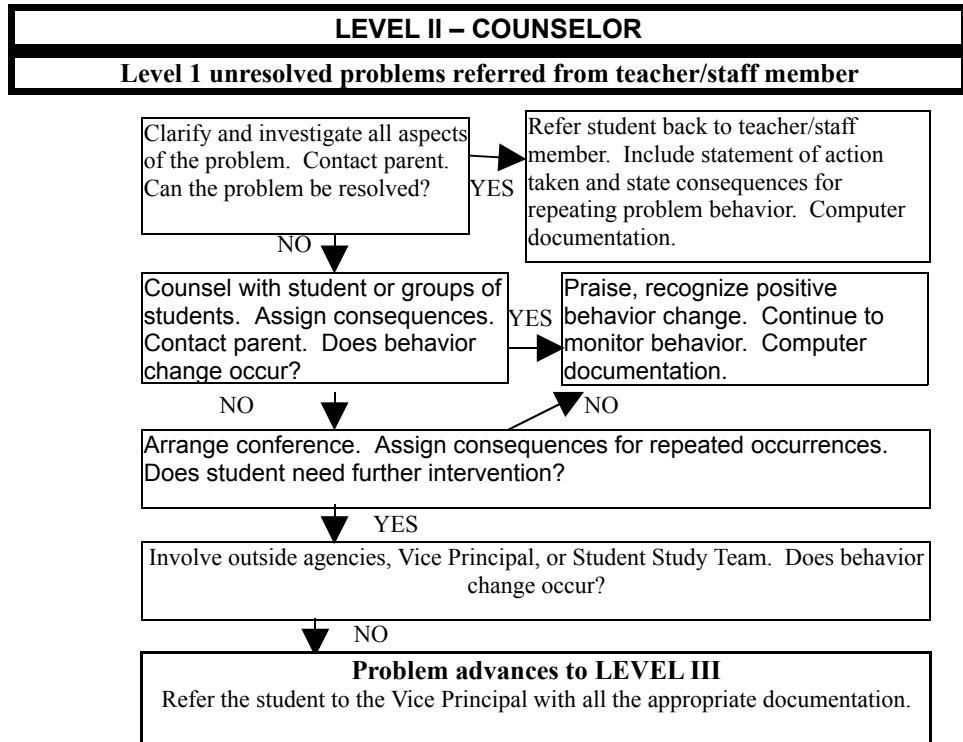 LEVEL II – COUNSELOR
Level 1 unresolved problems referred from teacher/staff member
Clarify and investigate all aspects
of the problem.  Contact parent.
Can the problem be resolved?
YES
Refer student back to teacher/staff
member.  Include statement of action
taken and state consequences for
repeating problem behavior.  Computer
documentation.
NO
Counsel with student or groups of
students.  Assign consequences.
Contact parent.  Does behavior
change occur?
YES
Praise, recognize positive
behavior change.  Continue to
monitor behavior.  Computer
documentation.
NO
NO
Arrange conference.  Assign consequences for repeated occurrences.
Does student need further intervention?
YES
Involve outside agencies, Vice Principal, or Student Study Team.  Does behavior
change occur?
NO
Problem advances to LEVEL III
Refer the student to the Vice Principal with all the appropriate documentation.